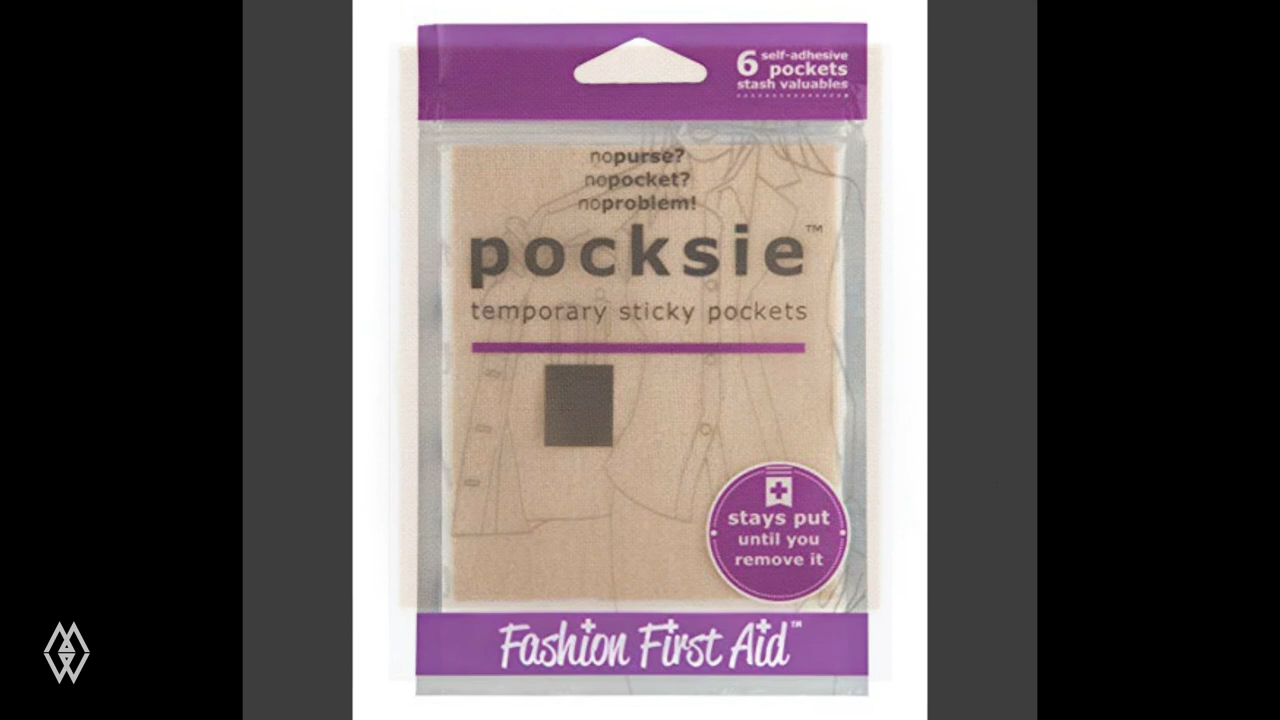 6 self-adhesive
pockets
stash valuables
nopurse?
nopocket?
noproblem!
pocksie™
temporary sticky pockets
stays put
until you
remove it
Fashion First Aid™